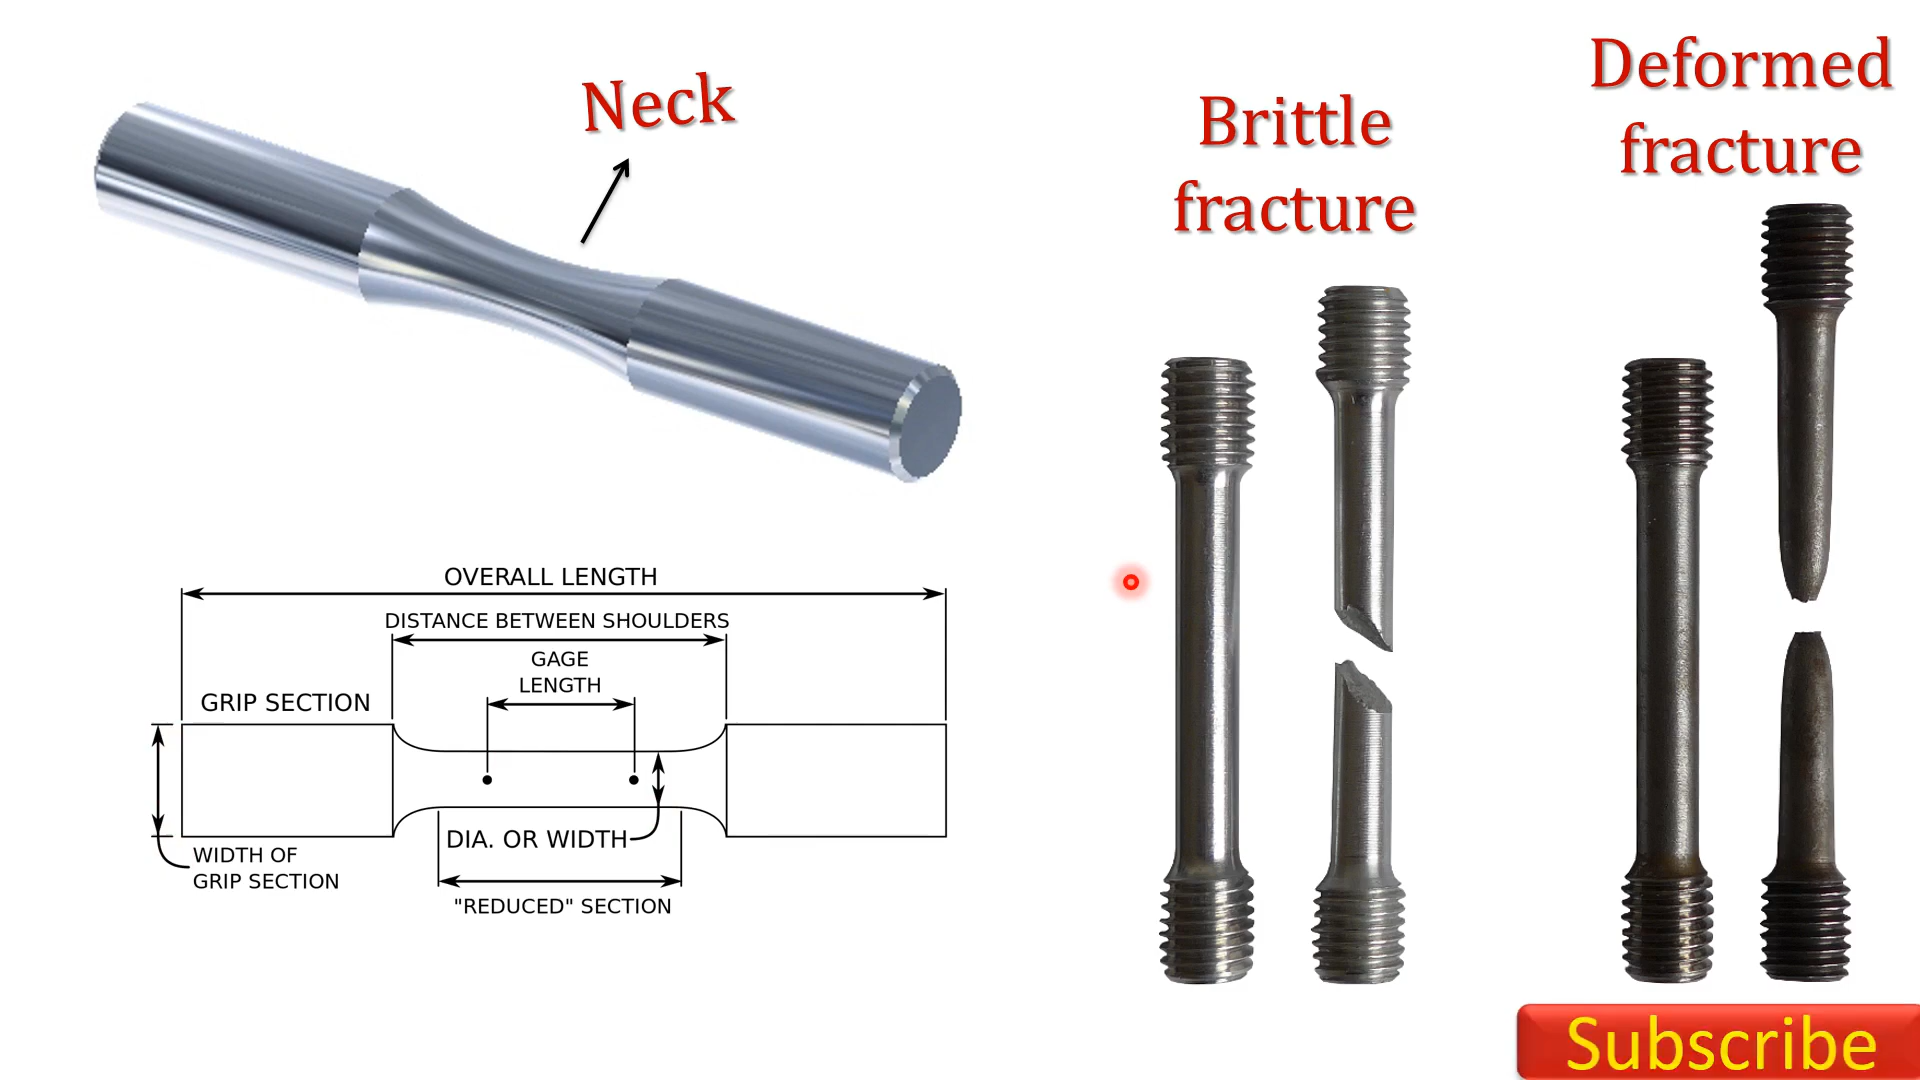 Neck
Brittle
fracture
Deformed
fracture
OVERALL LENGTH
DISTANCE BETWEEN SHOULDERS
GAGE
LENGTH
GRIP SECTION
DIA. OR WIDTH
WIDTH OF
GRIP SECTION
"REDUCED" SECTION
Subscribe